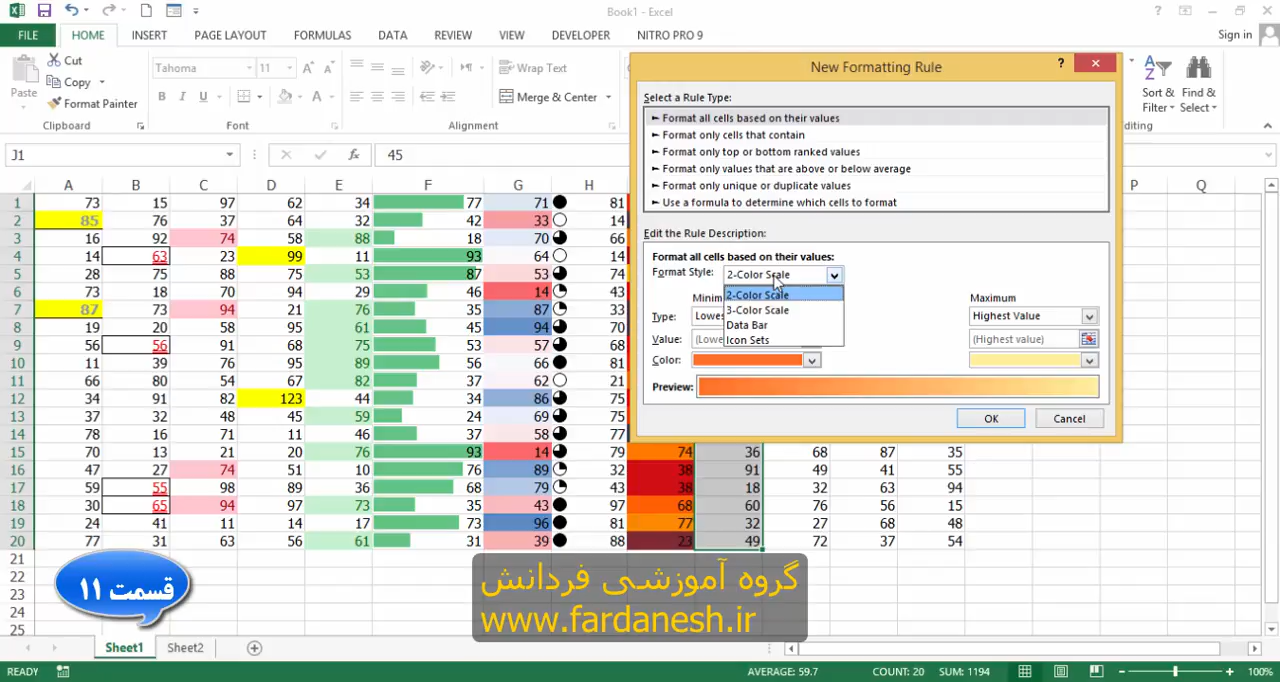 Book1 - Excel
?
FILE HOME INSERT PAGE LAYOUT FORMULAS DATA REVIEW VIEW DEVELOPER NITRO PRO 9 Sign in
Paste Cut Copy Format Painter
Tahoma 11
B I U A
Wrap Text
Merge & Center
Sort & Filter Find & Select
Clipboard Font Alignment diting
J1 fx 45
New Formatting Rule ?
Select a Rule Type:
► Format all cells based on their values
► Format only cells that contain
► Format only top or bottom ranked values
► Format only values that are above or below average
► Format only unique or duplicate values
► Use a formula to determine which cells to format
Edit the Rule Description:
Format all cells based on their values:
Format Style: 2-Color Scale
2-Color Scale
3-Color Scale
Data Bar
Icon Sets
Minim Maximum
Type: Lowes Highest Value
Value: (Lowe (Highest value)
Color:
Preview:
OK Cancel
A B C D E F G H P Q
1 73 15 97 62 34 77 71 81
2 85 76 37 64 32 42 33 14
3 16 92 74 58 88 18 70 66
4 14 63 23 99 11 93 64 14
5 28 75 88 75 53 87 53 74
6 73 18 70 94 29 46 14 42
7 87 73 94 21 76 35 87 33
8 19 20 58 95 61 45 94 70
9 56 56 91 68 75 53 57 68
10 11 39 76 95 89 56 66 81
11 66 80 54 67 82 37 62 21
12 34 91 82 123 44 34 86 75
13 37 32 48 45 59 24 69 75
14 78 16 71 11 46 37 58 77
15 70 13 21 20 76 93 14 79 74 36 68 87 35
16 47 27 74 51 10 76 89 32 38 91 49 41 55
17 59 55 98 89 36 68 79 43 38 18 32 63 94
18 30 65 94 97 73 35 43 97 68 60 76 56 15
19 24 41 11 14 17 73 96 63 77 32 27 68 48
20 77 31 63 56 61 31 39 88 23 49 72 37 54
21
22
23
24
25
قسمت ۱۱
گروه آموزشی فردانش
www.fardanesh.ir
Sheet1 Sheet2
READY AVERAGE: 59.7 COUNT: 20 SUM: 1194 100%